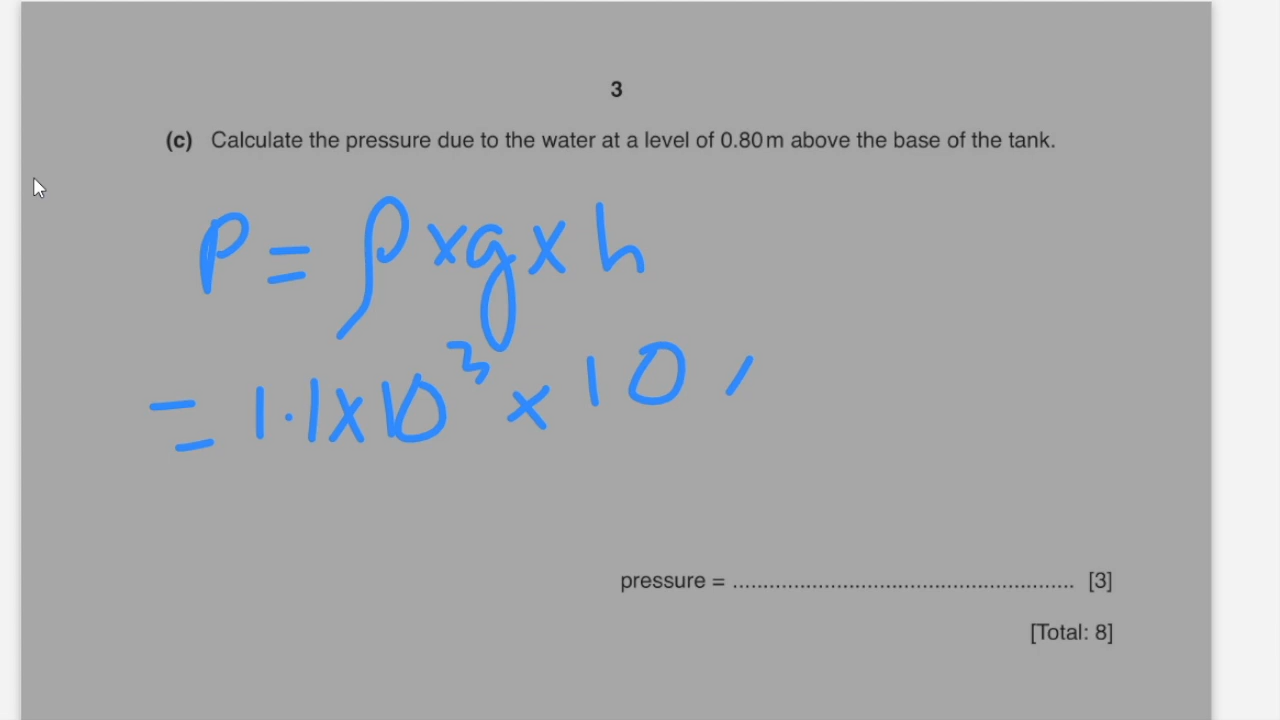 3
(c) Calculate the pressure due to the water at a level of 0.80 m above the base of the tank.
P = ρ × g × h
= 1.1 × 10³ × 10
pressure = ........................................................ [3]
[Total: 8]